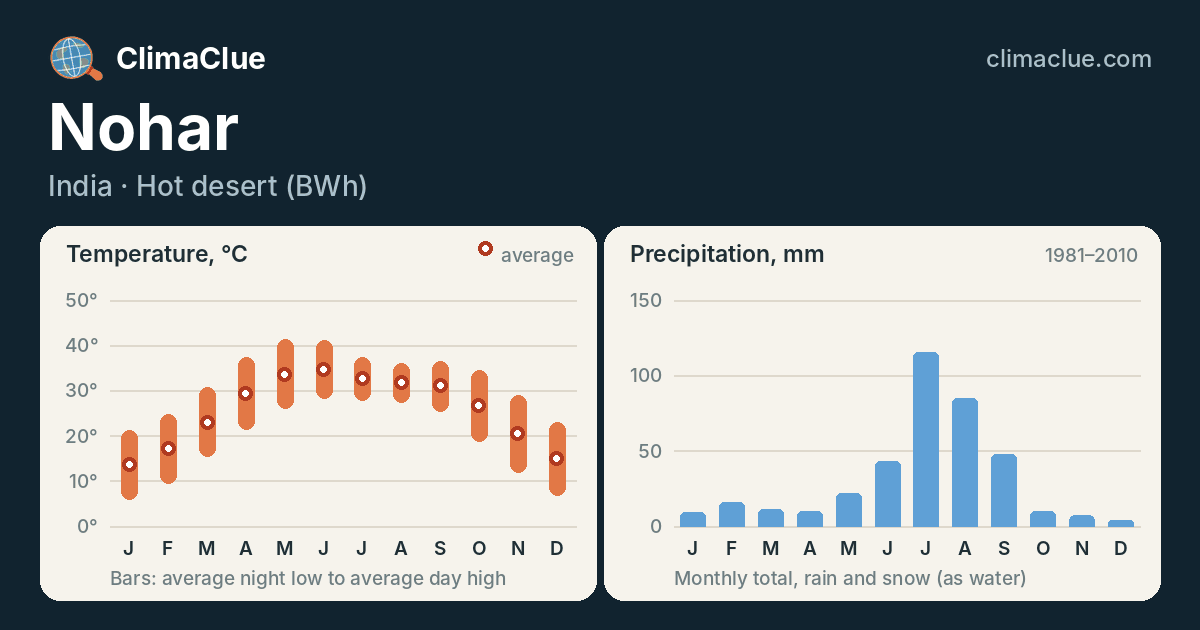 ClimaClue
climaclue.com
Nohar
India · Hot desert (BWh)
Temperature, °C
average
50°
40°
30°
20°
10°
0°
J F M A M J J A S O N D
Bars: average night low to average day high
Precipitation, mm
1981–2010
150
100
50
0
J F M A M J J A S O N D
Monthly total, rain and snow (as water)